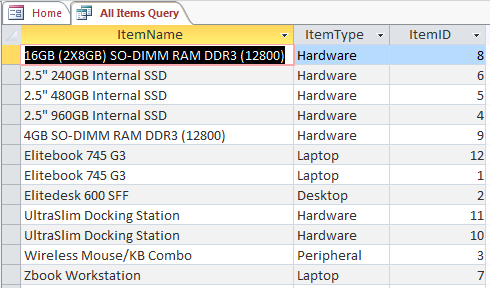 Home All Items Query
ItemName ItemType ItemID
16GB (2X8GB) SO-DIMM RAM DDR3 (12800) Hardware 8
2.5" 240GB Internal SSD Hardware 6
2.5" 480GB Internal SSD Hardware 5
2.5" 960GB Internal SSD Hardware 4
4GB SO-DIMM RAM DDR3 (12800) Hardware 9
Elitebook 745 G3 Laptop 12
Elitebook 745 G3 Laptop 1
Elitedesk 600 SFF Desktop 2
UltraSlim Docking Station Hardware 11
UltraSlim Docking Station Hardware 10
Wireless Mouse/KB Combo Peripheral 3
Zbook Workstation Laptop 7